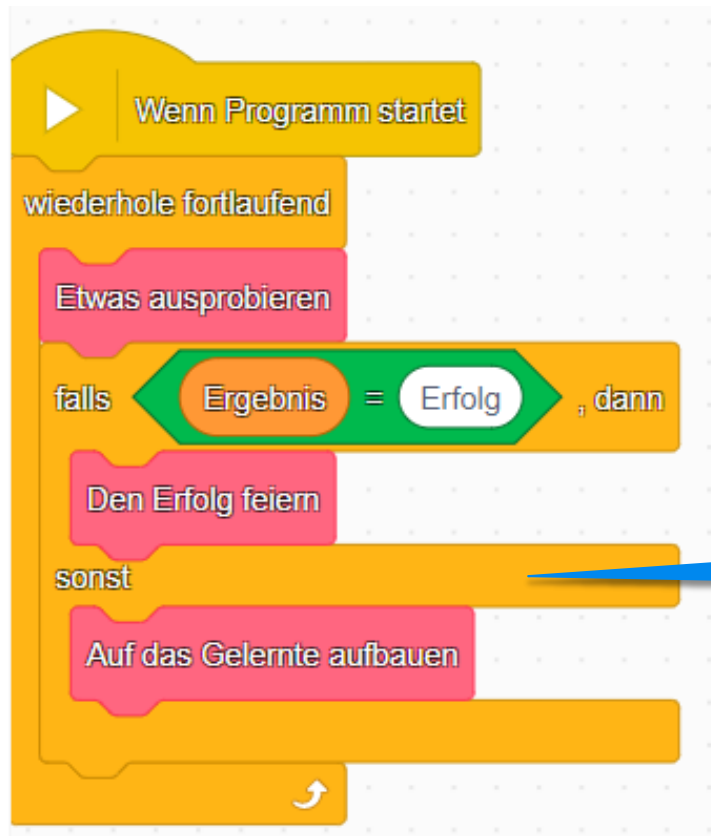 Wenn Programm startet
wiederhole fortlaufend
Etwas ausprobieren
falls Ergebnis = Erfolg , dann
Den Erfolg feiern
sonst
Auf das Gelernte aufbauen